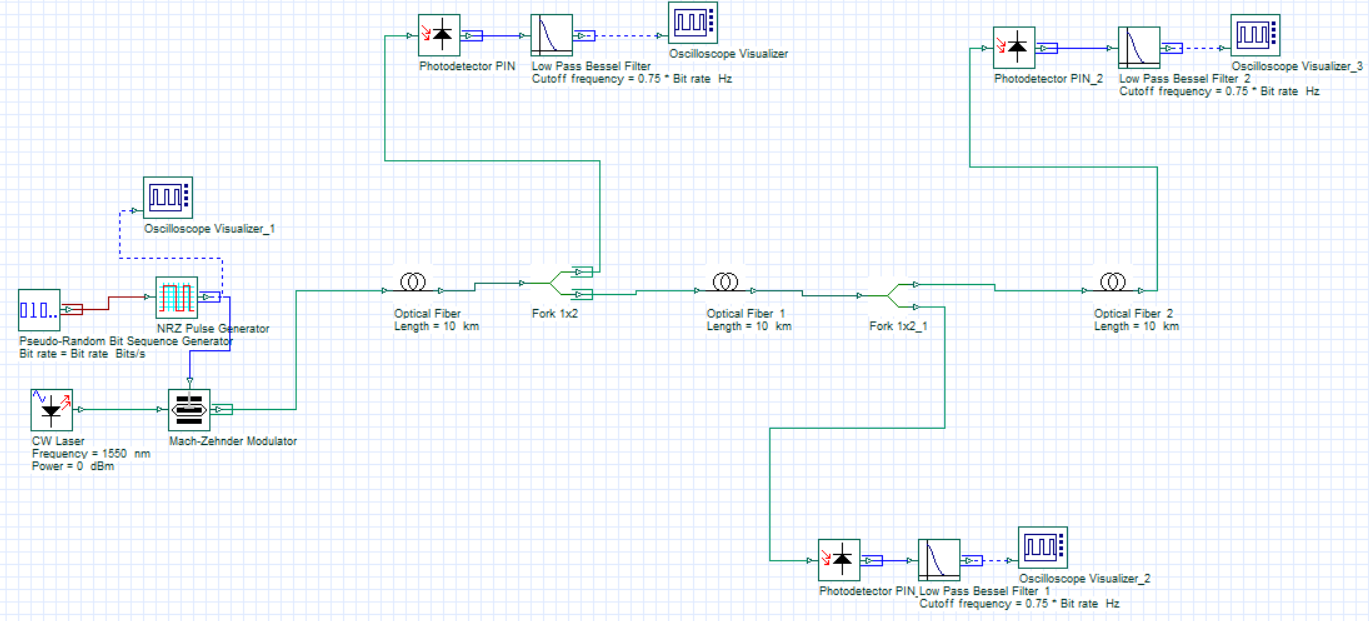 Oscilloscope Visualizer
Photodetector PIN
Low Pass Bessel Filter
Cutoff frequency = 0.75 * Bit rate Hz
Oscilloscope Visualizer_3
Photodetector PIN_2
Low Pass Bessel Filter 2
Cutoff frequency = 0.75 * Bit rate Hz
Oscilloscope Visualizer_1
010..
NRZ Pulse Generator
Pseudo-Random Bit Sequence Generator
Bit rate = Bit rate Bits/s
Optical Fiber
Length = 10 km
Fork 1x2
Optical Fiber 1
Length = 10 km
Fork 1x2_1
Optical Fiber 2
Length = 10 km
CW Laser
Frequency = 1550 nm
Power = 0 dBm
Mach-Zehnder Modulator
Oscilloscope Visualizer_2
Photodetector PIN_
Low Pass Bessel Filter 1
Cutoff frequency = 0.75 * Bit rate Hz